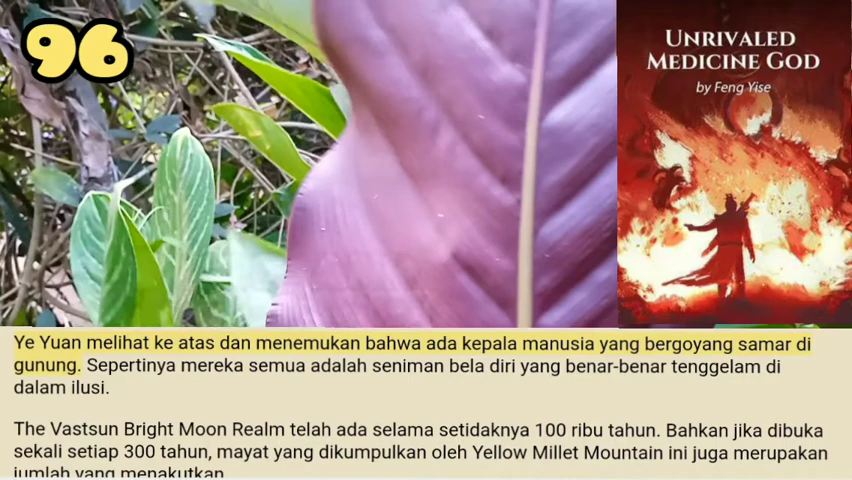 96
UNRIVALED
MEDICINE GOD
by Feng Yise
Ye Yuan melihat ke atas dan menemukan bahwa ada kepala manusia yang bergoyang samar di
gunung. Sepertinya mereka semua adalah seniman bela diri yang benar-benar tenggelam di
dalam ilusi.
The Vastsun Bright Moon Realm telah ada selama setidaknya 100 ribu tahun. Bahkan jika dibuka
sekali setiap 300 tahun, mayat yang dikumpulkan oleh Yellow Millet Mountain ini juga merupakan
jumlah yang menakutkan